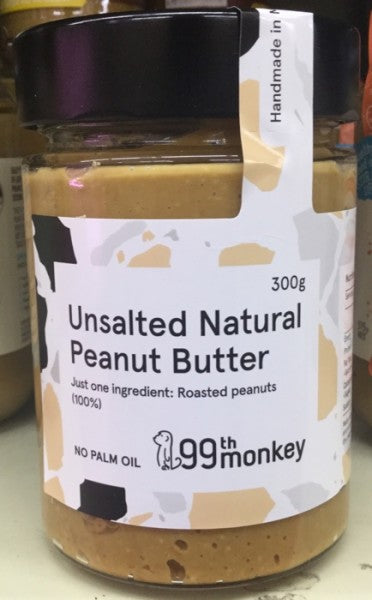 Handmade in
300g
Unsalted Natural
Peanut Butter
Just one ingredient: Roasted peanuts
(100%)
NO PALM OIL
99th monkey